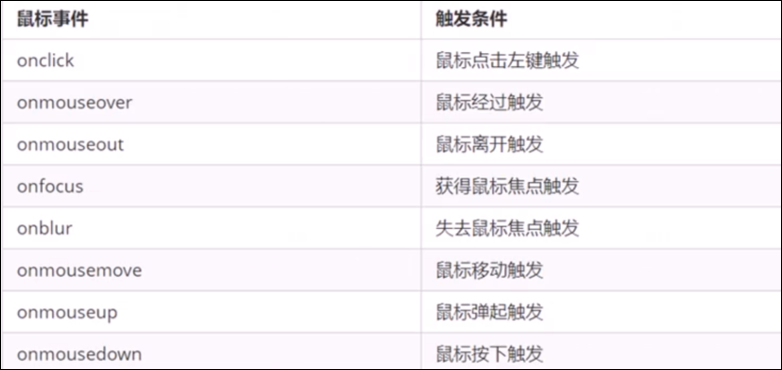 鼠标事件 触发条件
onclick 鼠标点击左键触发
onmouseover 鼠标经过触发
onmouseout 鼠标离开触发
onfocus 获得鼠标焦点触发
onblur 失去鼠标焦点触发
onmousemove 鼠标移动触发
onmouseup 鼠标弹起触发
onmousedown 鼠标按下触发